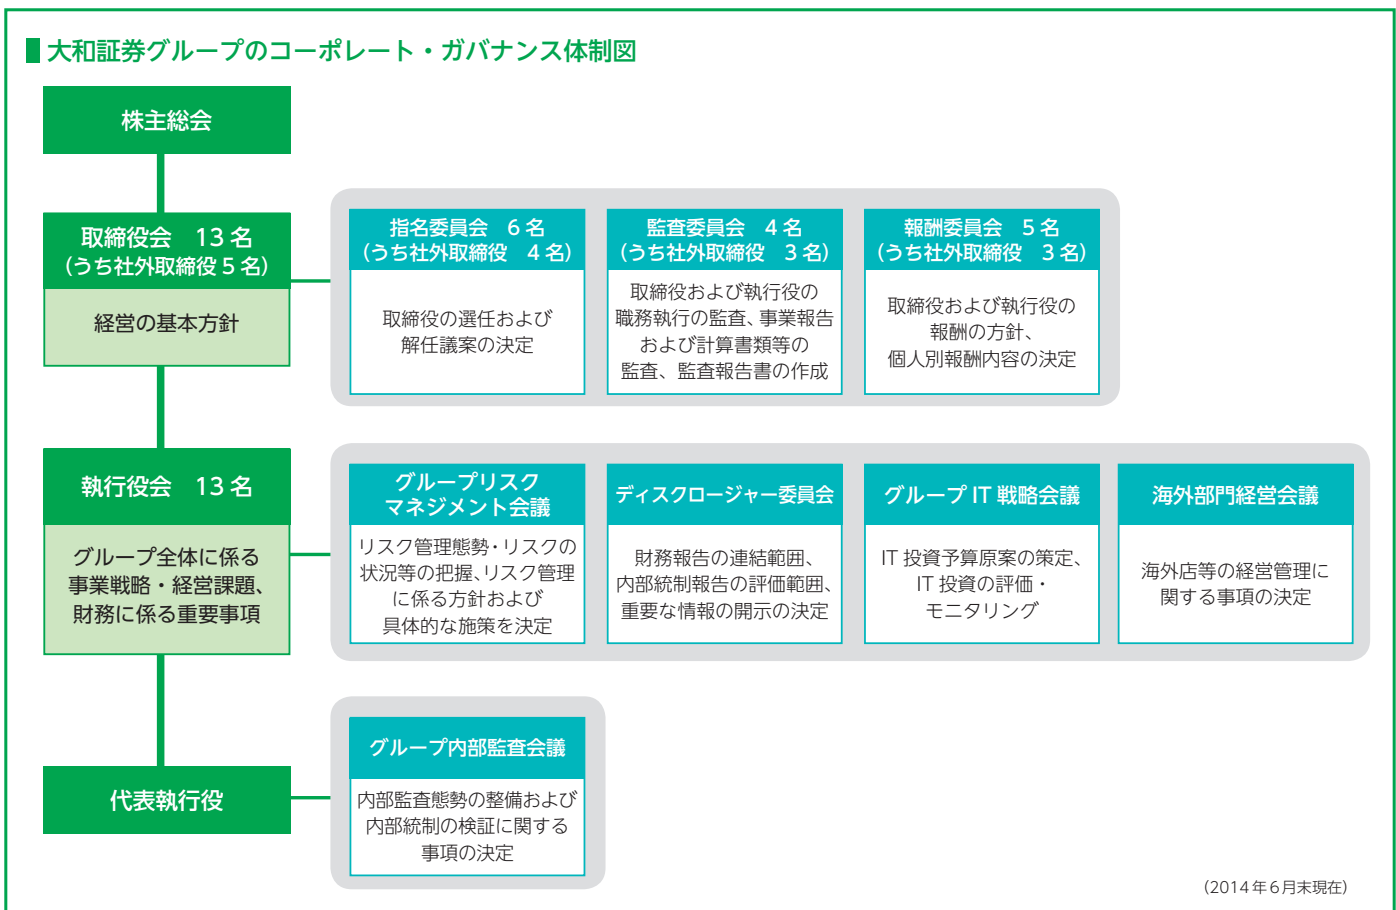 大和証券グループのコーポレート・ガバナンス体制図
株主総会
取締役会　13 名
(うち社外取締役 5 名)
経営の基本方針
指名委員会　6 名
(うち社外取締役　4 名)
取締役の選任および
解任議案の決定
監査委員会　4 名
(うち社外取締役　3 名)
取締役および執行役の
職務執行の監査、事業報告
および計算書類等の
監査、監査報告書の作成
報酬委員会　5 名
(うち社外取締役　3 名)
取締役および執行役の
報酬の方針、
個人別報酬内容の決定
執行役会　13 名
グループ全体に係る
事業戦略・経営課題、
財務に係る重要事項
グループリスク
マネジメント会議
リスク管理態勢・リスクの
状況等の把握、リスク管理
に係る方針および
具体的な施策を決定
ディスクロージャー委員会
財務報告の連結範囲、
内部統制報告の評価範囲、
重要な情報の開示の決定
グループ IT 戦略会議
IT 投資予算原案の策定、
IT 投資の評価・
モニタリング
海外部門経営会議
海外店等の経営管理に
関する事項の決定
代表執行役
グループ内部監査会議
内部監査態勢の整備および
内部統制の検証に関する
事項の決定
(2014 年 6 月末現在)